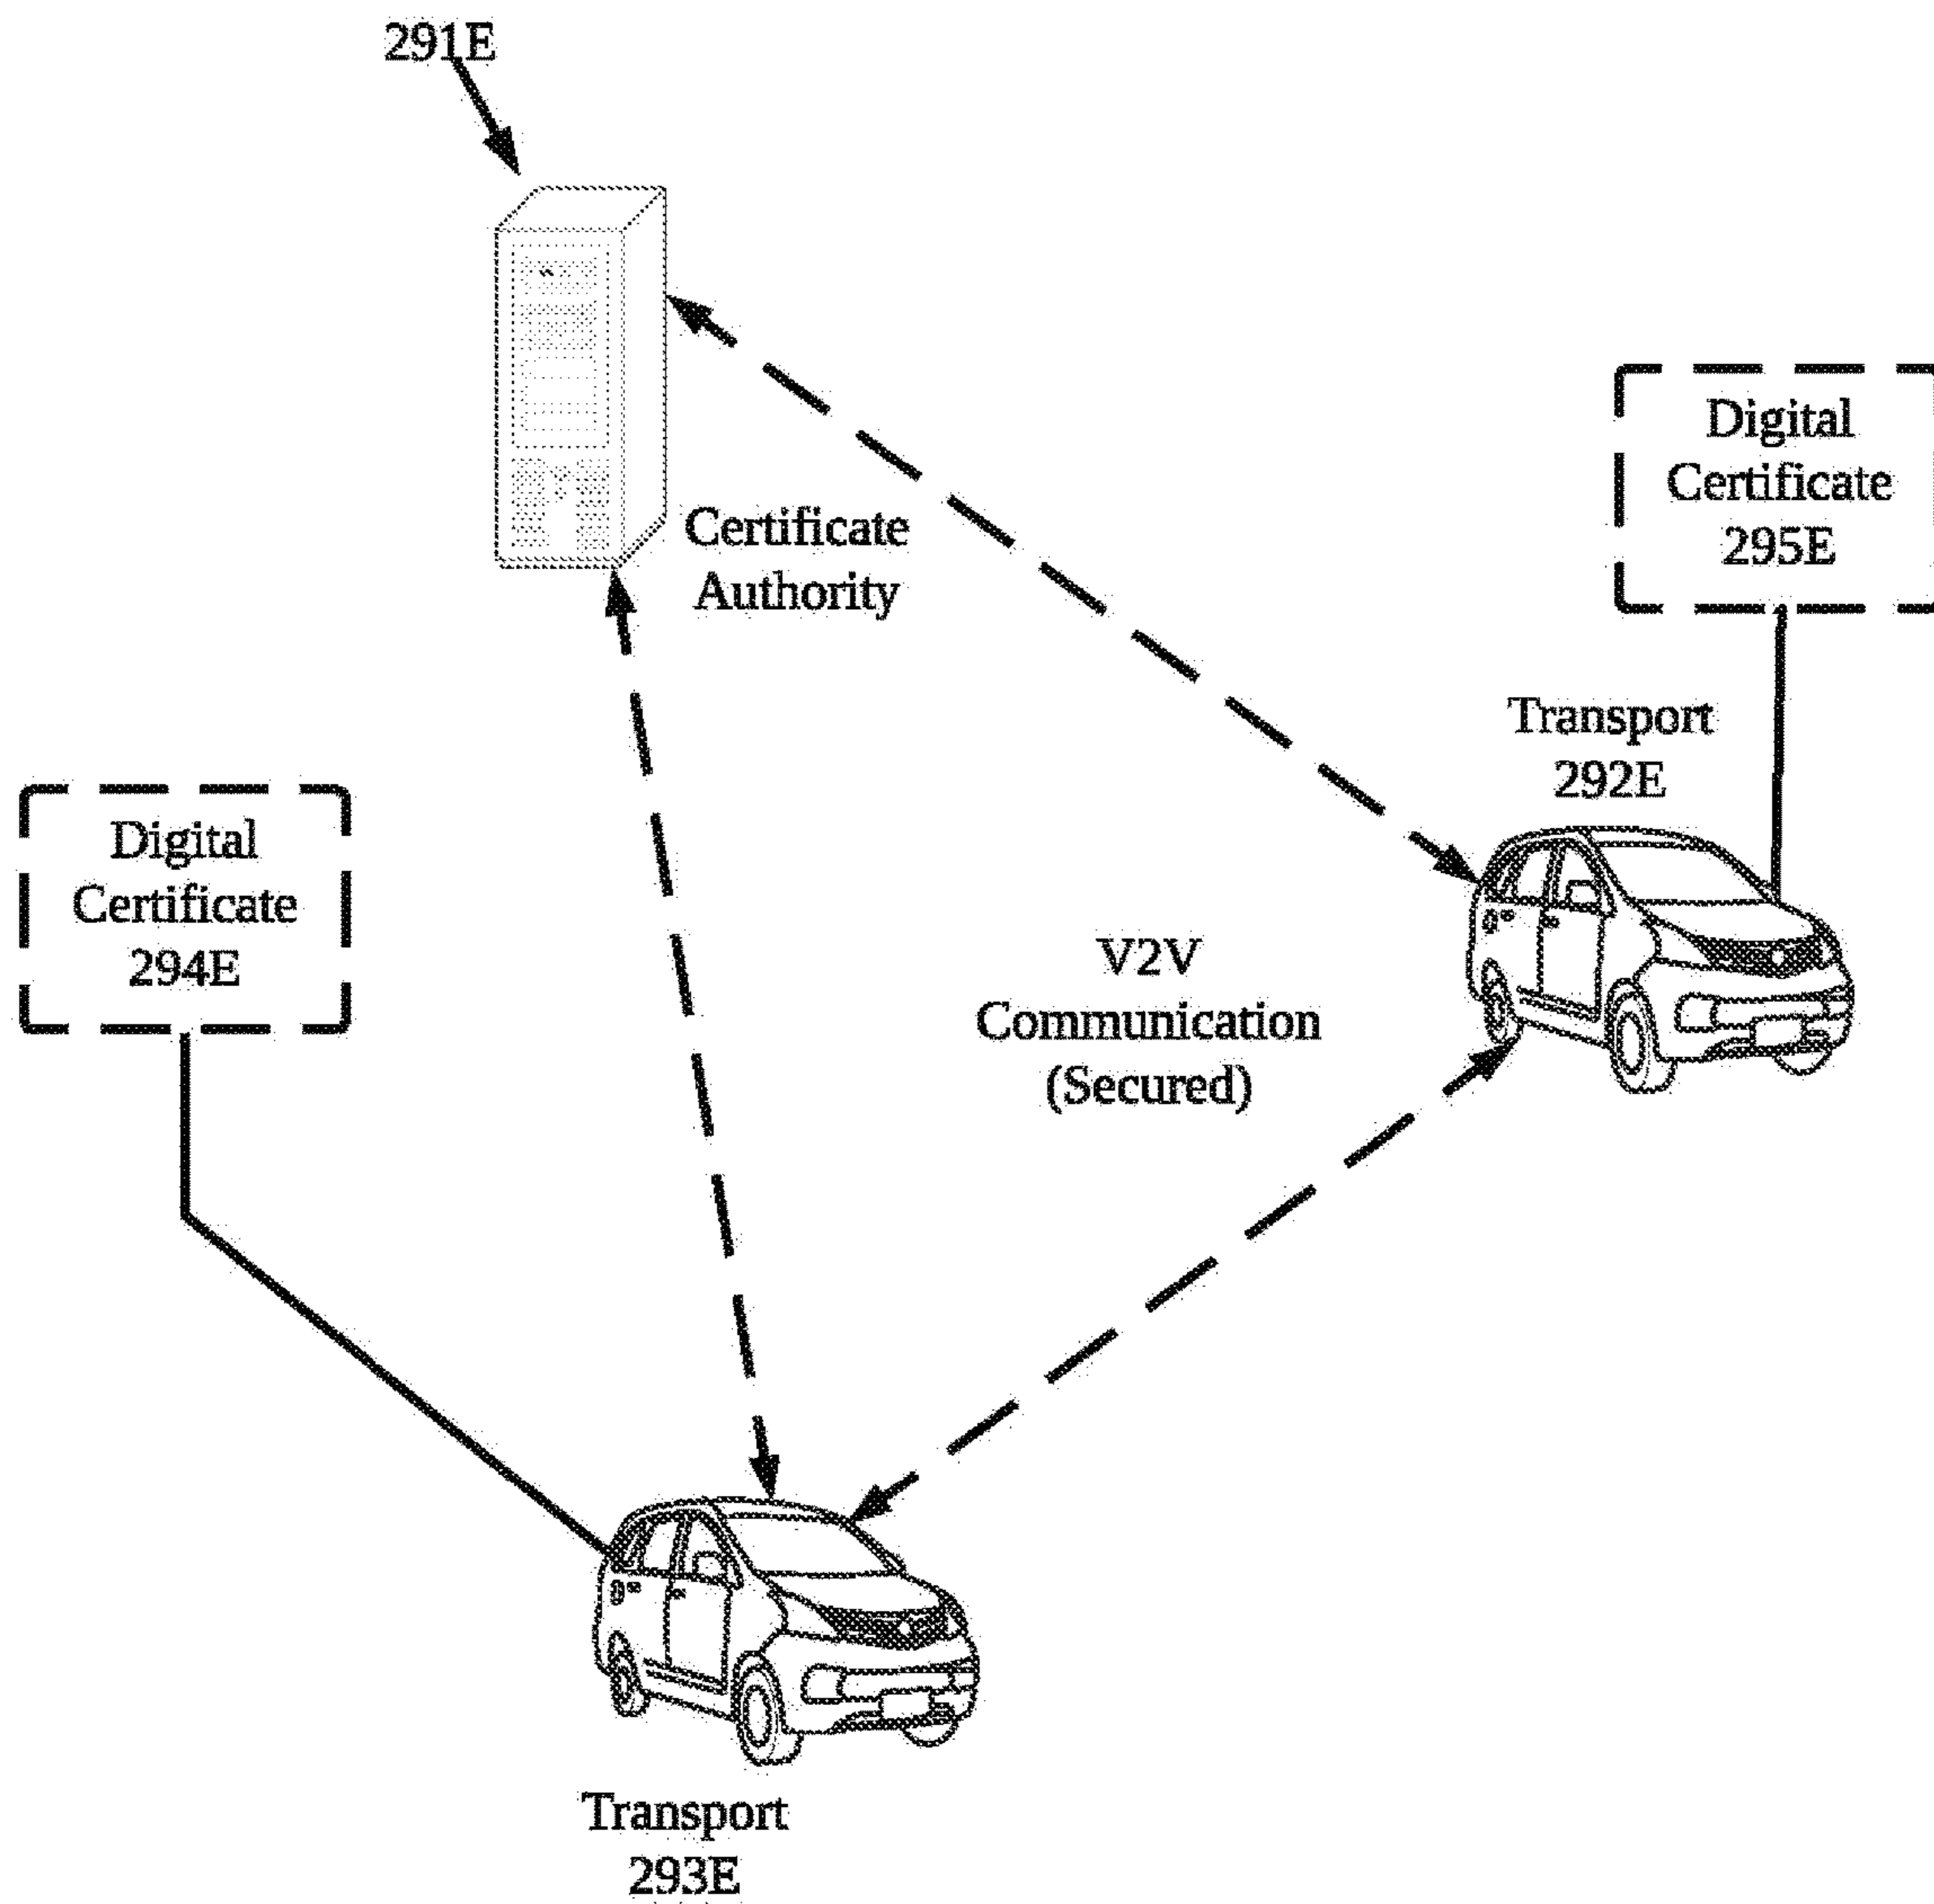 291E
Certificate
Authority
Digital
Certificate
295E
Transport
292E
Digital
Certificate
294E
V2V
Communication
(Secured)
Transport
293E